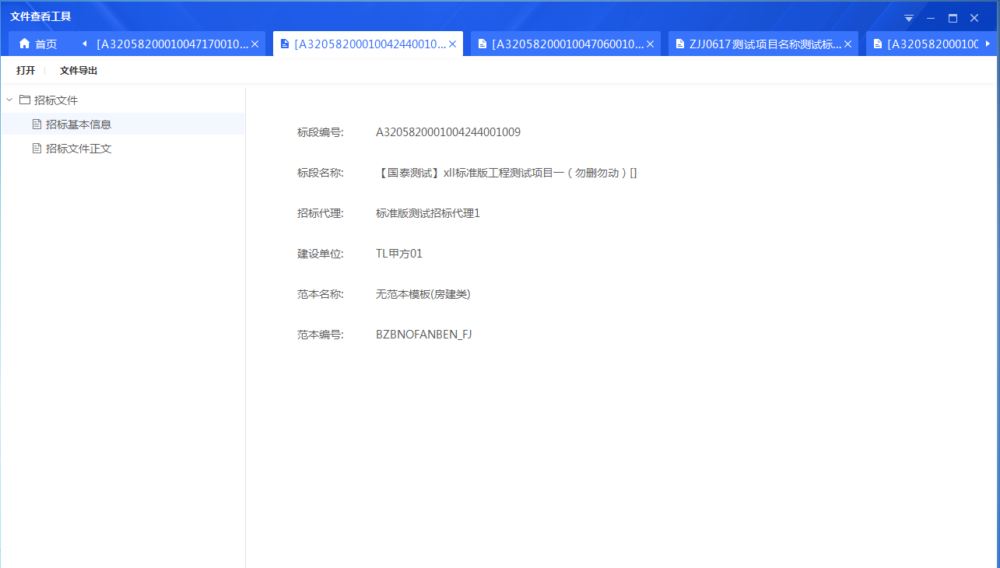 文件查看工具
首页
[A32058200010047170010...
[A32058200010042440010...
[A32058200010047060010...
ZJJ0617测试项目名称测试标...
[A3205820001000
打开
文件导出
招标文件
招标基本信息
招标文件正文
标段编号: A3205820001004244001009
标段名称: 【国泰测试】xll标准版工程测试项目一（勿删勿动）[]
招标代理: 标准版测试招标代理1
建设单位: TL甲方01
范本名称: 无范本模板(房建类)
范本编号: BZBNOFANBEN_FJ